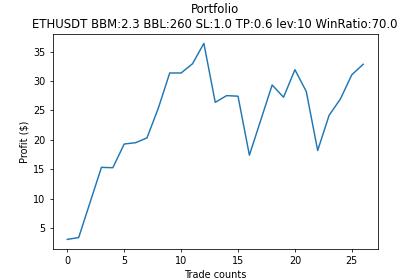 Portfolio
ETHUSDT BBM:2.3 BBL:260 SL:1.0 TP:0.6 lev:10 WinRatio:70.0
35
30
25
20
15
10
5
Profit ($)
0 5 10 15 20 25
Trade counts